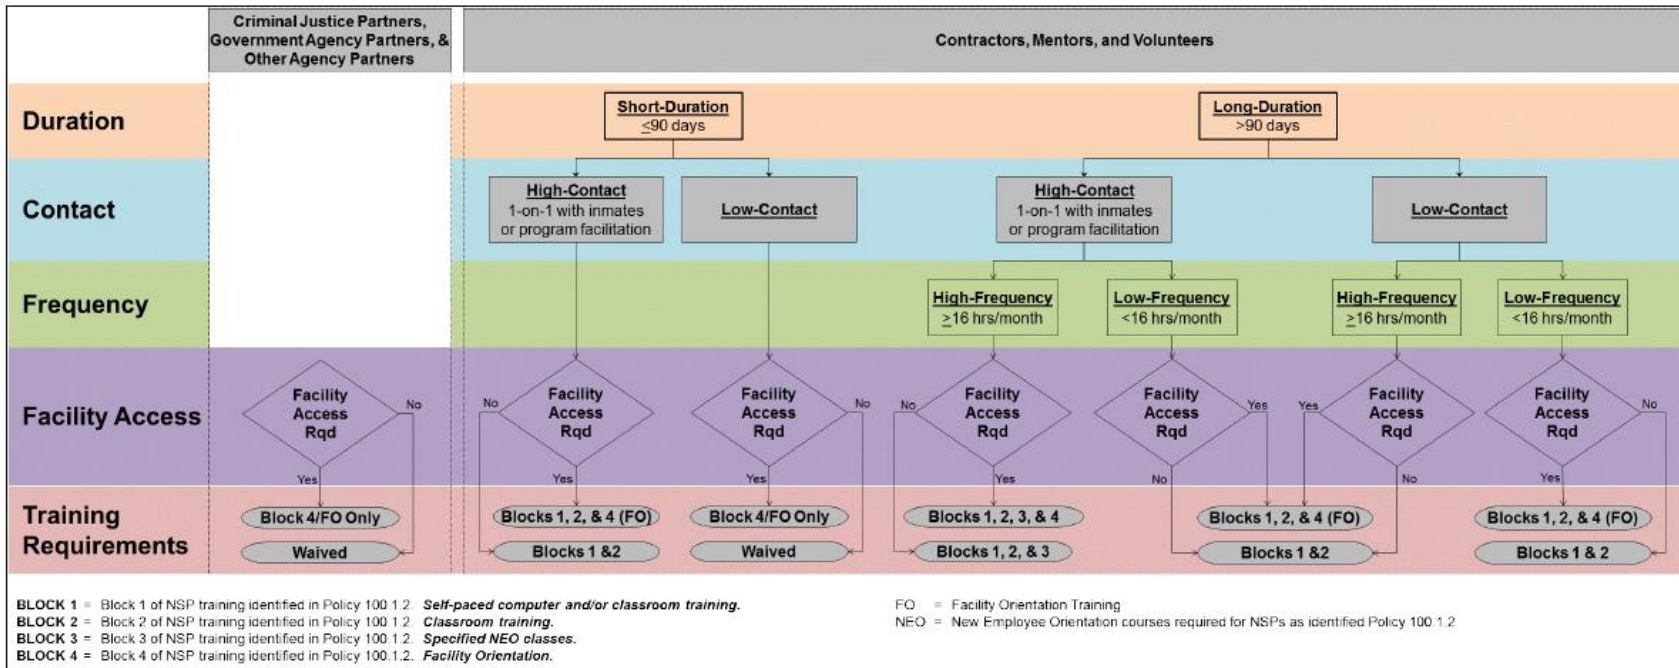 Criminal Justice Partners,
Government Agency Partners, &
Other Agency Partners
Contractors, Mentors, and Volunteers
Duration
Short-Duration
≤90 days
Long-Duration
>90 days
Contact
High-Contact
1-on-1 with inmates
or program facilitation
Low-Contact
High-Contact
1-on-1 with inmates
or program facilitation
Low-Contact
Frequency
High-Frequency
≥16 hrs/month
Low-Frequency
<16 hrs/month
High-Frequency
≥16 hrs/month
Low-Frequency
<16 hrs/month
Facility Access
Facility
Access
Rqd
No
Yes
No
Facility
Access
Rqd
Yes
Facility
Access
Rqd
No
Yes
No
Facility
Access
Rqd
Yes
Facility
Access
Rqd
Yes
No
Yes
Facility
Access
Rqd
No
Facility
Access
Rqd
No
Yes
Training
Requirements
Block 4/FO Only
Waived
Blocks 1, 2, & 4 (FO)
Blocks 1 &2
Block 4/FO Only
Waived
Blocks 1, 2, 3, & 4
Blocks 1, 2, & 3
Blocks 1, 2, & 4 (FO)
Blocks 1 &2
Blocks 1, 2, & 4 (FO)
Blocks 1 & 2
BLOCK 1 = Block 1 of NSP training identified in Policy 100.1.2. Self-paced computer and/or classroom training.
BLOCK 2 = Block 2 of NSP training identified in Policy 100.1.2. Classroom training.
BLOCK 3 = Block 3 of NSP training identified in Policy 100.1.2. Specified NEO classes.
BLOCK 4 = Block 4 of NSP training identified in Policy 100.1.2. Facility Orientation.
FO = Facility Orientation Training
NEO = New Employee Orientation courses required for NSPs as identified Policy 100.1.2